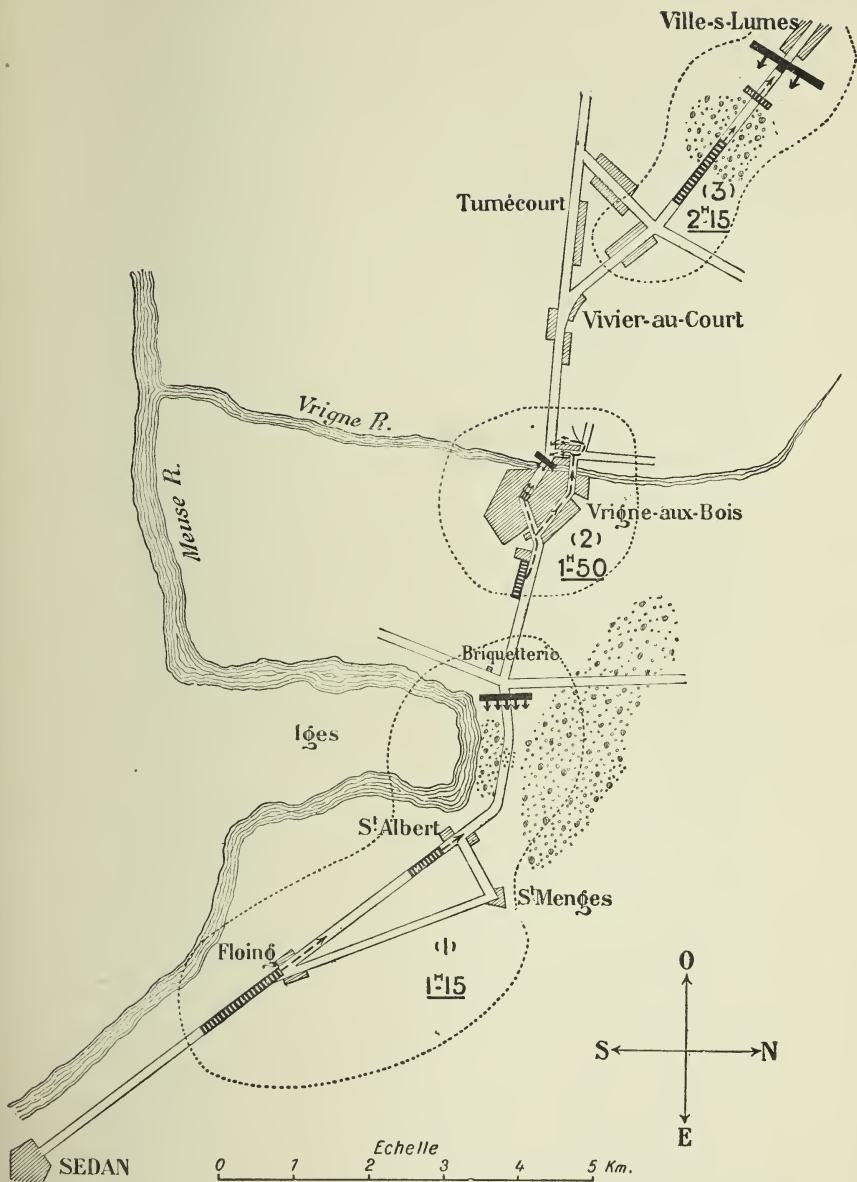 Ville-s-Lumes
(3)
2H15
Tumécourt
Vivier-au-Court
Vrigne R.
Meuse R.
Vrigne-aux-Bois
(2)
1H50
Briquetterie
Iges
St Albert
St Menges
Floing
(1)
1H15
O
S N
E
SEDAN
Echelle
0 1 2 3 4 5 Km.